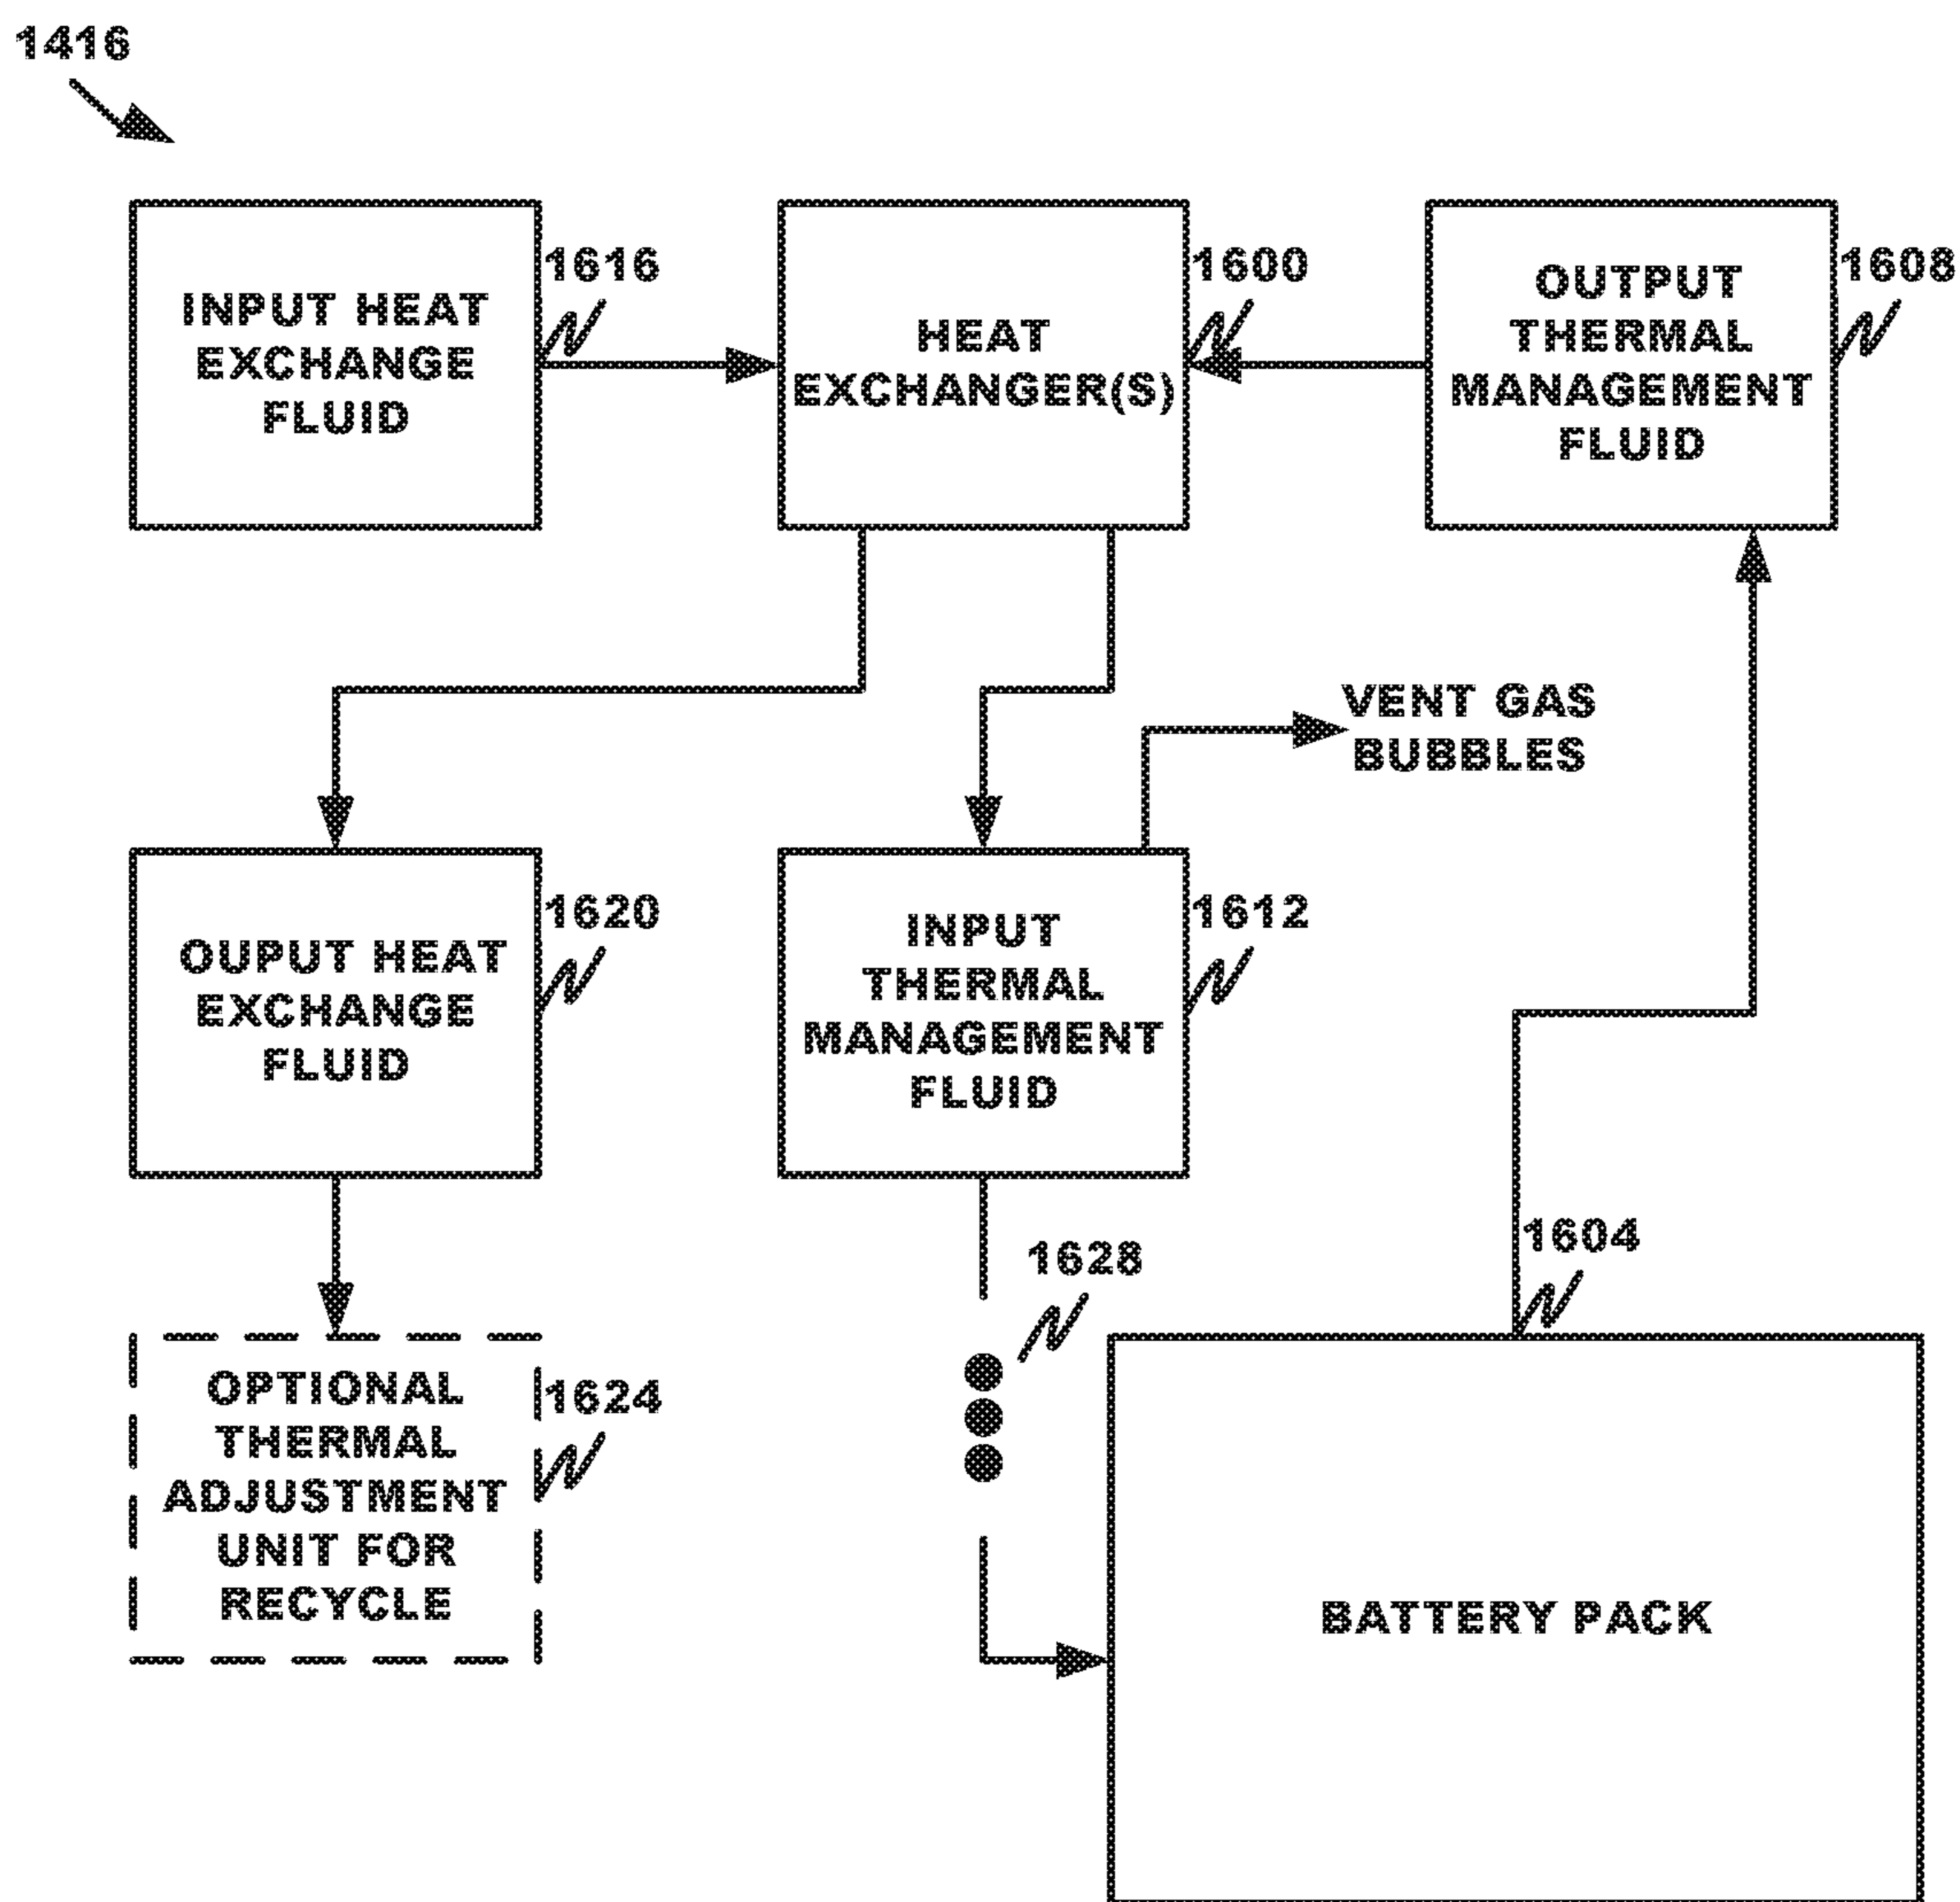 1416
1616
INPUT HEAT
EXCHANGE
FLUID
1600
HEAT
EXCHANGER(S)
1608
OUTPUT
THERMAL
MANAGEMENT
FLUID
VENT GAS
BUBBLES
1620
OUPUT HEAT
EXCHANGE
FLUID
1612
INPUT
THERMAL
MANAGEMENT
FLUID
1628
1604
1624
OPTIONAL
THERMAL
ADJUSTMENT
UNIT FOR
RECYCLE
BATTERY PACK